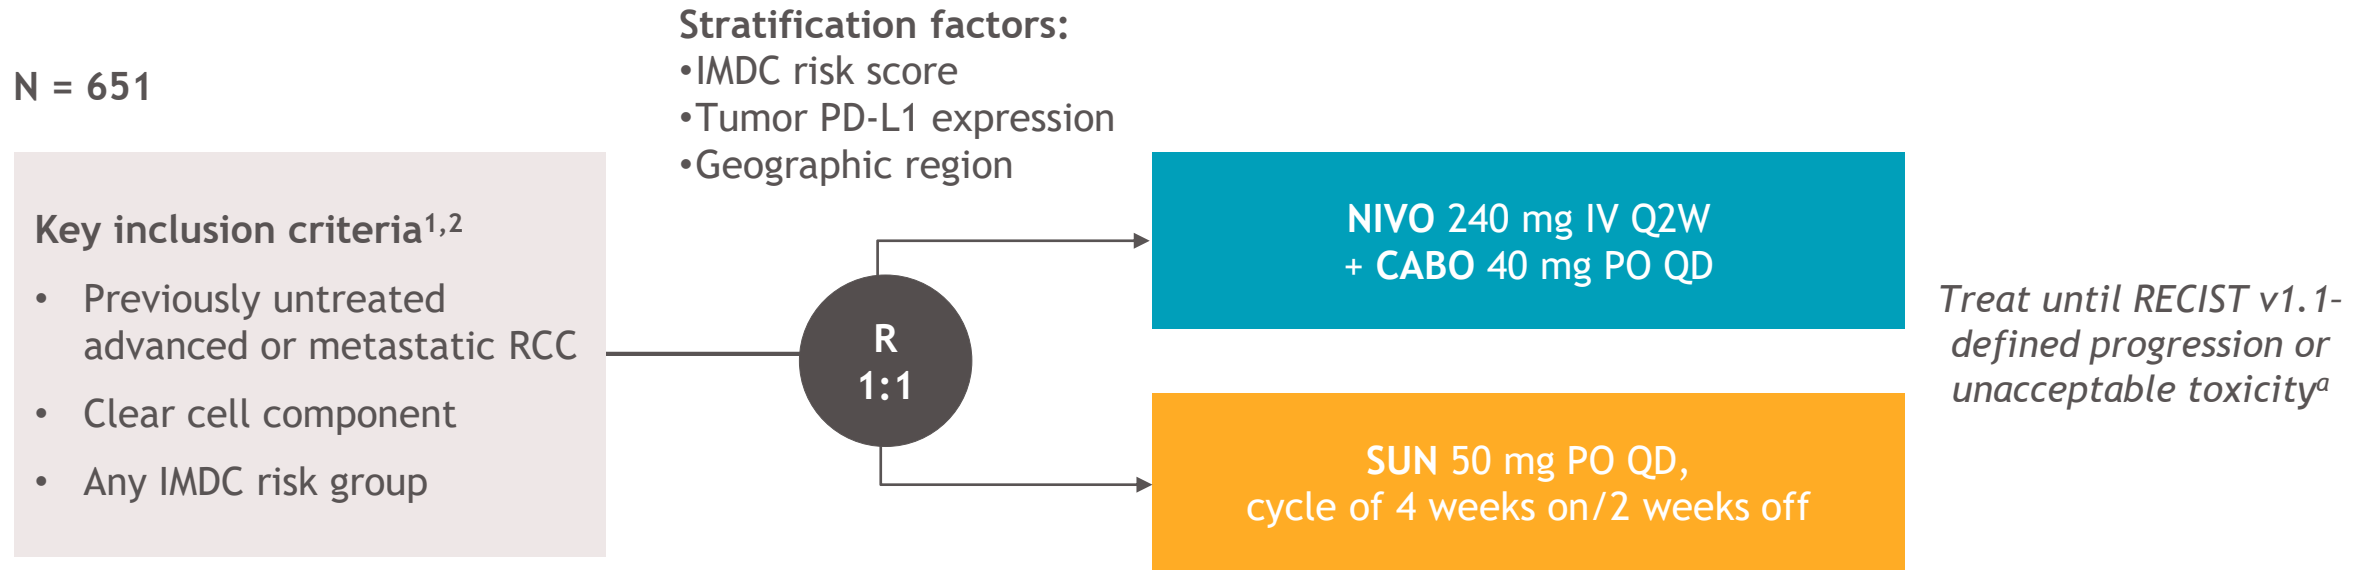 N = 651
Stratification factors:
•IMDC risk score
•Tumor PD-L1 expression
•Geographic region
Key inclusion criteria1,2
• Previously untreated
advanced or metastatic RCC
• Clear cell component
• Any IMDC risk group
R
1:1
NIVO 240 mg IV Q2W
+ CABO 40 mg PO QD
SUN 50 mg PO QD,
cycle of 4 weeks on/2 weeks off
Treat until RECIST v1.1–
defined progression or
unacceptable toxicitya